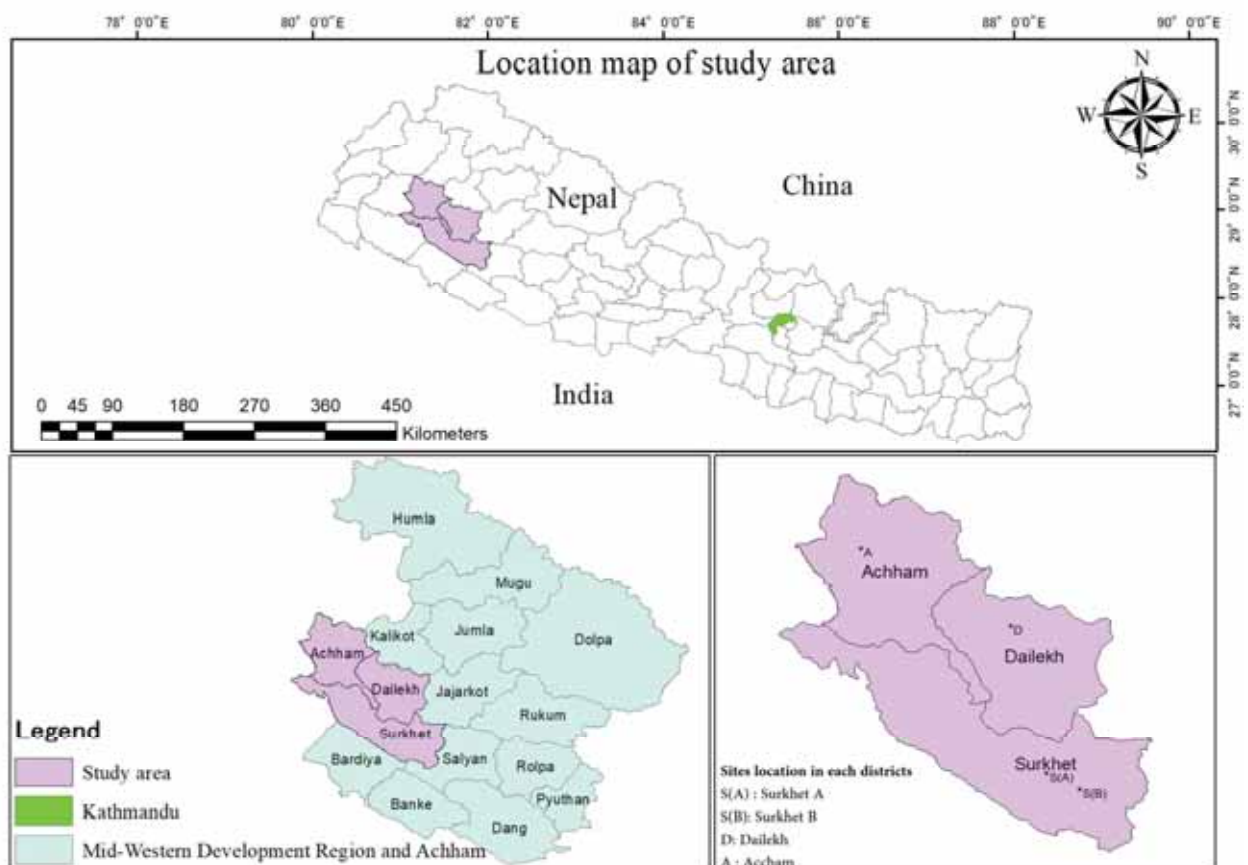 78° 0'0"E 80° 0'0"E 82° 0'0"E 84° 0'0"E 86° 0'0"E 88° 0'0"E 90° 0'0"E
Location map of study area
N
W E
S
30° 0'0"N
29° 0'0"N
28° 0'0"N
27° 0'0"N
China
Nepal
India
0 45 90 180 270 360 450
Kilometers
Humla
Mugu
Kalikot
Jumla
Dolpa
Achham
Dailekh
Jajarkot
Rukum
Surkhet
Bardiya
Salyan
Rolpa
Pyuthan
Banke
Dang
Legend
Study area
Kathmandu
Mid-Western Development Region and Achham
A
Achham
D
Dailekh
Surkhet
S(A)
S(B)
Sites location in each districts
S(A) : Surkhet A
S(B): Surkhet B
D: Dailekh
A : Accham